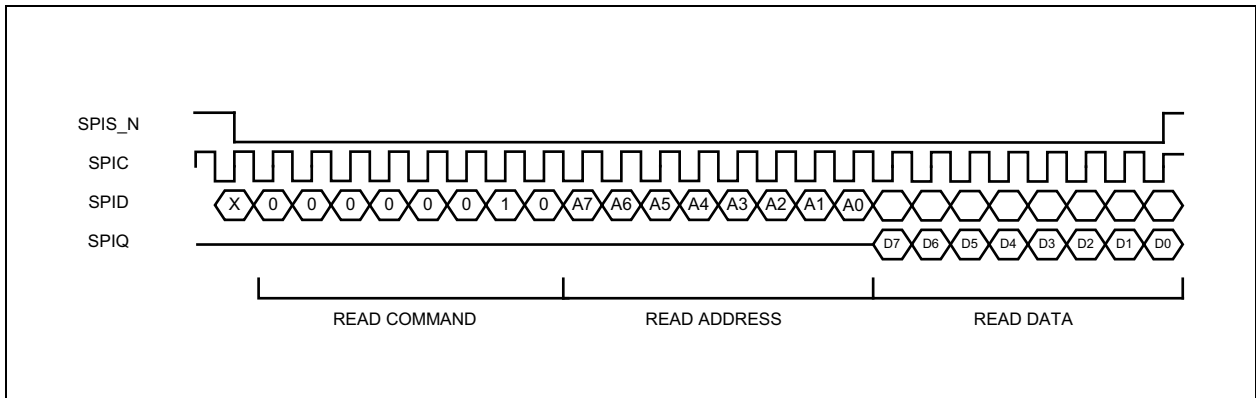 SPIS_N
SPIC
SPID X 0 0 0 0 0 0 1 0 A7 A6 A5 A4 A3 A2 A1 A0
SPIQ D7 D6 D5 D4 D3 D2 D1 D0
READ COMMAND READ ADDRESS READ DATA